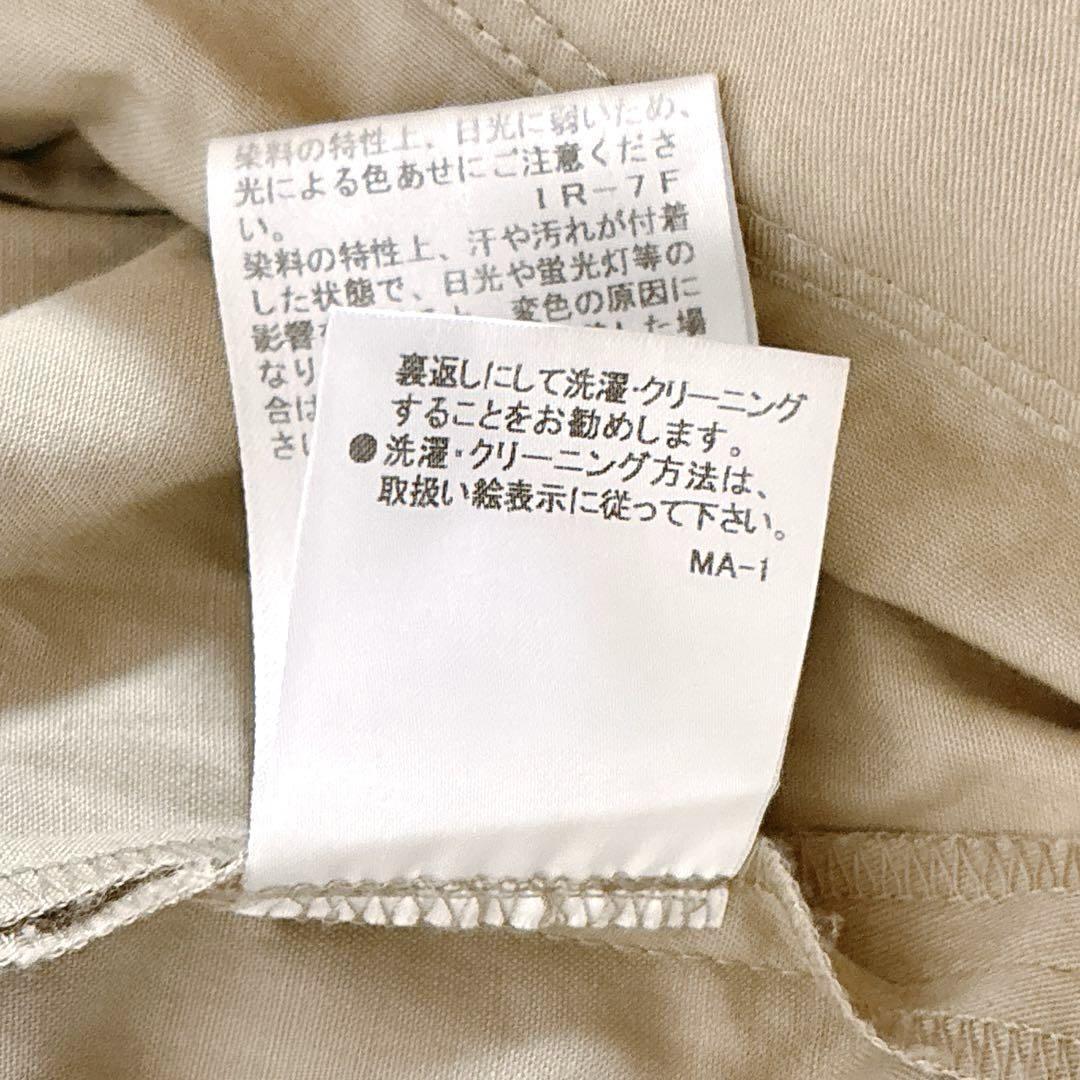 染料の特性上、日光に弱いため、
光による色あせにご注意くださ
い。 IR-7F
染料の特性上、汗や汚れが付着
した状態で、日光や蛍光灯等の
影響 変色の原因に
なり した場
合は
さい
裏返しにして洗濯・クリーニング
することをお勧めします。
●洗濯・クリーニング方法は、
取扱い絵表示に従って下さい。
MA-1